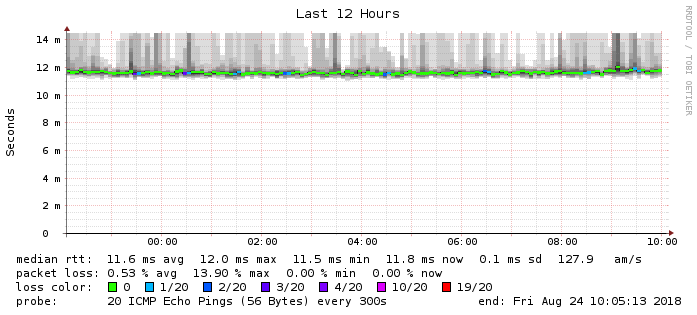 Last 12 Hours
RRDTOOL / TOBI OETIKER
Seconds
14 m
12 m
10 m
8 m
6 m
4 m
2 m
0
00:00 02:00 04:00 06:00 08:00 10:00
median rtt: 11.6 ms avg 12.0 ms max 11.5 ms min 11.8 ms now 0.1 ms sd 127.9 am/s
packet loss: 0.53 % avg 13.90 % max 0.00 % min 0.00 % now
loss color: 0 1/20 2/20 3/20 4/20 10/20 19/20
probe: 20 ICMP Echo Pings (56 Bytes) every 300s end: Fri Aug 24 10:05:13 2018